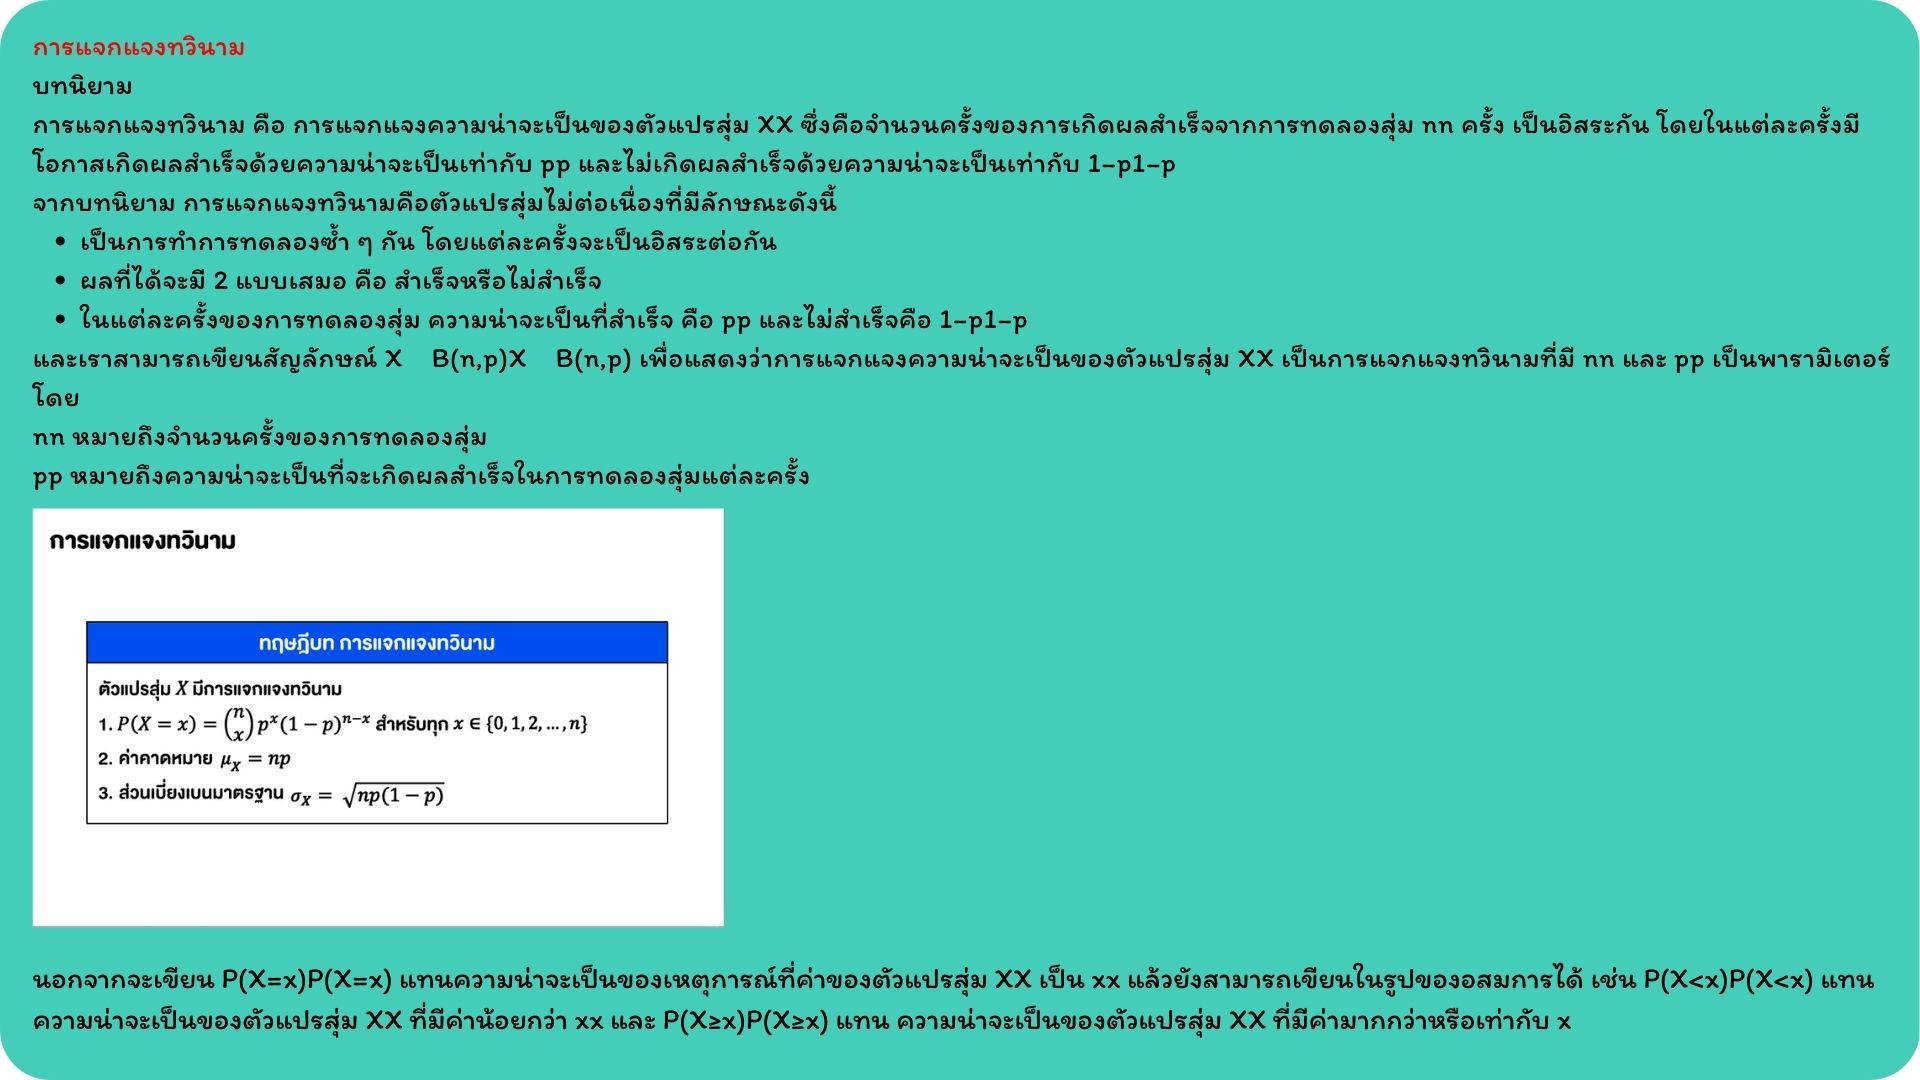 การแจกแจงทวินาม
บทนิยาม
การแจกแจงทวินาม คือ การแจกแจงความน่าจะเป็นของตัวแปรสุ่ม XX ซึ่งคือจำนวนครั้งของการเกิดผลสำเร็จจากการทดลองสุ่ม nn ครั้ง เป็นอิสระกัน โดยในแต่ละครั้งมี
โอกาสเกิดผลสำเร็จด้วยความน่าจะเป็นเท่ากับ pp และไม่เกิดผลสำเร็จด้วยความน่าจะเป็นเท่ากับ 1−p1−p
จากบทนิยาม การแจกแจงทวินามคือตัวแปรสุ่มไม่ต่อเนื่องที่มีลักษณะดังนี้
• เป็นการทำการทดลองซ้ำ ๆ กัน โดยแต่ละครั้งจะเป็นอิสระต่อกัน
• ผลที่ได้จะมี 2 แบบเสมอ คือ สำเร็จหรือไม่สำเร็จ
• ในแต่ละครั้งของการทดลองสุ่ม ความน่าจะเป็นที่สำเร็จ คือ pp และไม่สำเร็จคือ 1−p1−p
และเราสามารถเขียนสัญลักษณ์ X B(n,p)X B(n,p) เพื่อแสดงว่าการแจกแจงความน่าจะเป็นของตัวแปรสุ่ม XX เป็นการแจกแจงทวินามที่มี nn และ pp เป็นพารามิเตอร์
โดย
nn หมายถึงจำนวนครั้งของการทดลองสุ่ม
pp หมายถึงความน่าจะเป็นที่จะเกิดผลสำเร็จในการทดลองสุ่มแต่ละครั้ง
การแจกแจงทวินาม
ทฤษฎีบท การแจกแจงทวินาม
ตัวแปรสุ่ม X มีการแจกแจงทวินาม
1. P(X = x) = (n x) p^x (1 − p)^{n−x} สำหรับทุก x ∈ {0, 1, 2, ..., n}
2. ค่าคาดหมาย μ_X = np
3. ส่วนเบี่ยงเบนมาตรฐาน σ_X = √np(1 − p)
นอกจากจะเขียน P(X=x)P(X=x) แทนความน่าจะเป็นของเหตุการณ์ที่ค่าของตัวแปรสุ่ม XX เป็น xx แล้วยังสามารถเขียนในรูปของอสมการได้ เช่น P(X<x)P(X<x) แทน
ความน่าจะเป็นของตัวแปรสุ่ม XX ที่มีค่าน้อยกว่า xx และ P(X≥x)P(X≥x) แทน ความน่าจะเป็นของตัวแปรสุ่ม XX ที่มีค่ามากกว่าหรือเท่ากับ x